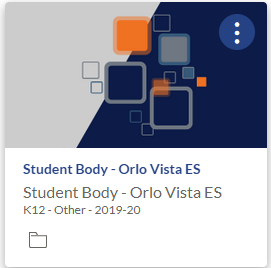 Student Body - Orlo Vista ES
Student Body - Orlo Vista ES
K12 - Other - 2019-20